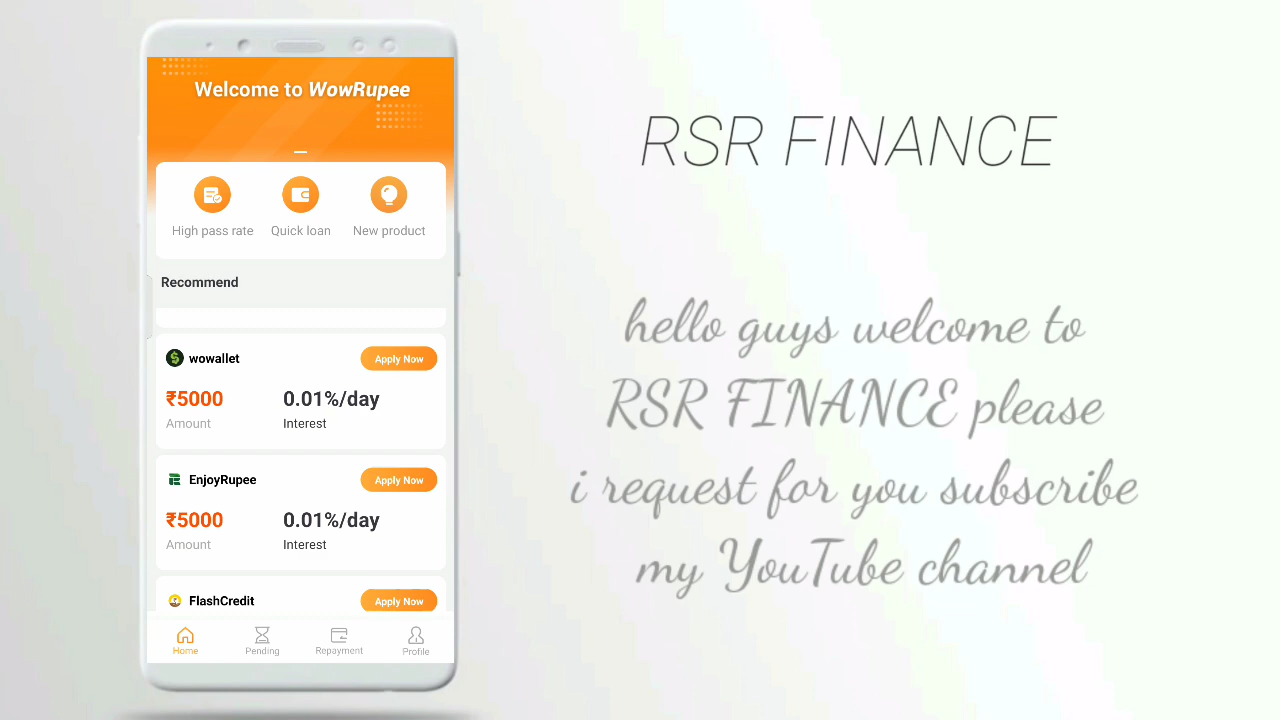 Welcome to WowRupee
High pass rate
Quick loan
New product
Recommend
wowallet
Apply Now
₹5000
0.01%/day
Amount
Interest
EnjoyRupee
Apply Now
₹5000
0.01%/day
Amount
Interest
FlashCredit
Apply Now
Home
Pending
Repayment
Profile
RSR FINANCE
hello guys welcome to
RSR FINANCE please
i request for you subscribe
my YouTube channel